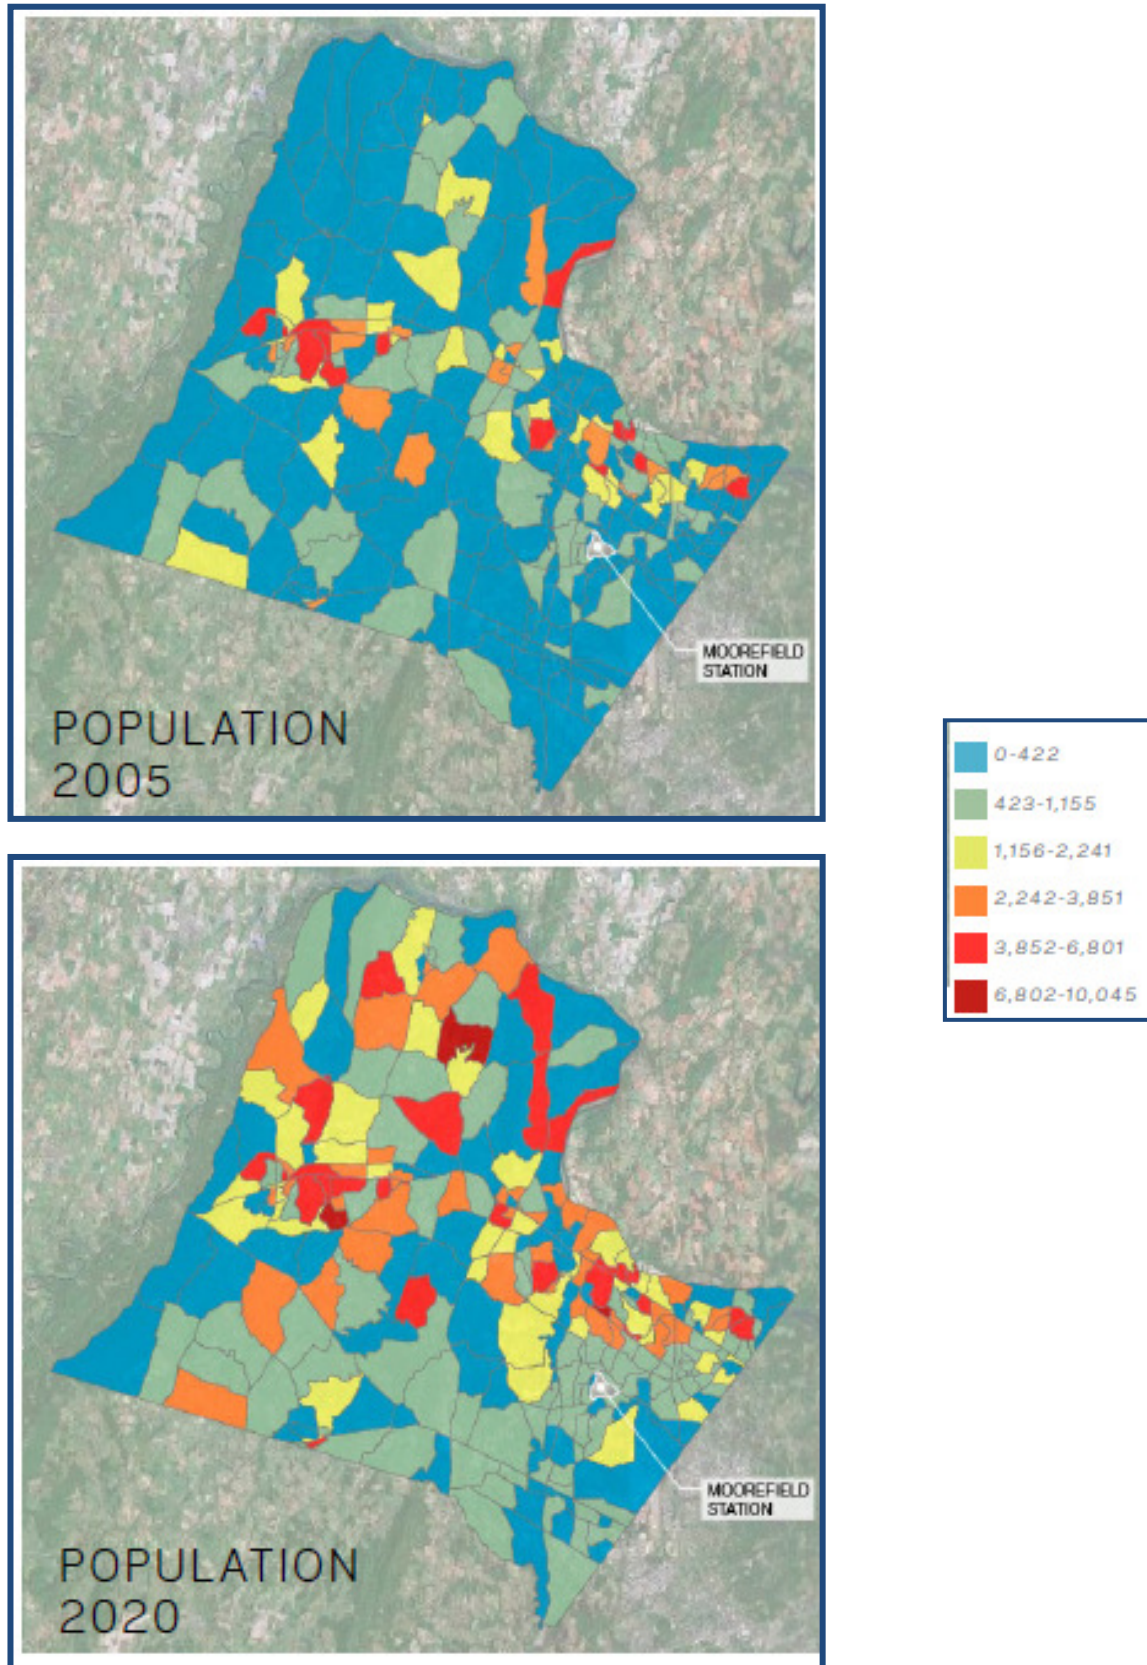 MOOREFIELD
STATION
POPULATION
2005
0-422
423-1,155
1,156-2,241
2,242-3,851
3,852-6,801
6,802-10,045
MOOREFIELD
STATION
POPULATION
2020